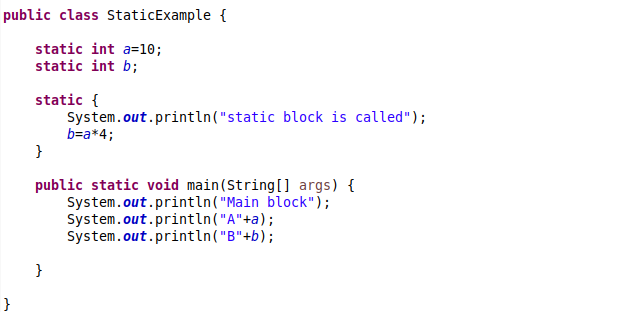 public class StaticExample {
static int a=10;
static int b;
static {
System.out.println("static block is called");
b=a*4;
}
public static void main(String[] args) {
System.out.println("Main block");
System.out.println("A"+a);
System.out.println("B"+b);
}
}